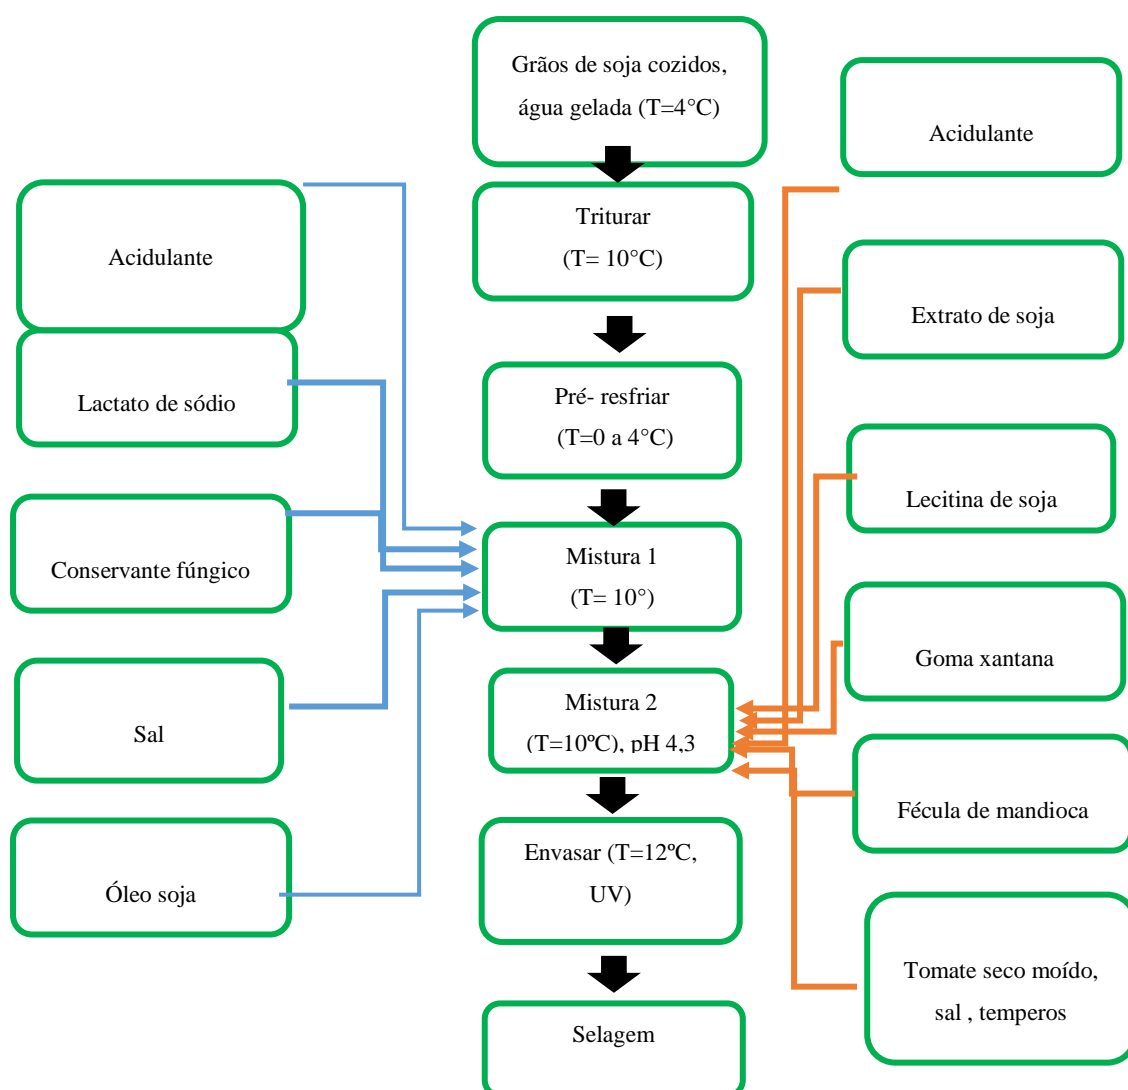 Grãos de soja cozidos,
água gelada (T=4°C)
Triturar
(T= 10°C)
Pré- resfriar
(T=0 a 4°C)
Mistura 1
(T= 10°)
Mistura 2
(T=10ºC), pH 4,3
Envasar (T=12ºC,
UV)
Selagem
Acidulante
Lactato de sódio
Conservante fúngico
Sal
Óleo soja
Acidulante
Extrato de soja
Lecitina de soja
Goma xantana
Fécula de mandioca
Tomate seco moído,
sal , temperos